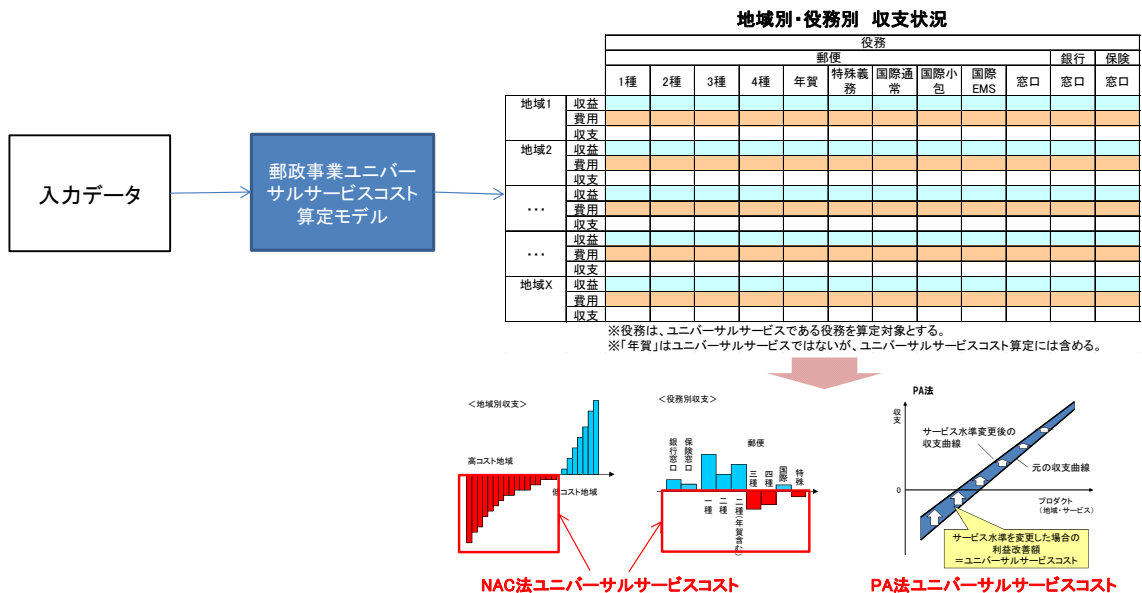 地域別・役務別 収支状況
役務
郵便
銀行
保険
1種
2種
3種
4種
年賀
特殊義務
国際通常
国際小包
国際EMS
窓口
窓口
窓口
地域1
収益
費用
収支
地域2
収益
費用
収支
・・・
収益
費用
収支
・・・
収益
費用
収支
地域X
収益
費用
収支
入力データ
郵政事業ユニバー
サルサービスコスト
算定モデル
※役務は、ユニバーサルサービスである役務を算定対象とする。
※「年賀」はユニバーサルサービスではないが、ユニバーサルサービスコスト算定には含める。
＜地域別収支＞
高コスト地域
低コスト地域
＜役務別収支＞
銀行窓口
保険窓口
郵便
一種
二種
二種(年賀含む)
三種
四種
国際
特殊
NAC法ユニバーサルサービスコスト
PA法
収支
サービス水準変更後の
収支曲線
元の収支曲線
0
プロダクト
（地域・サービス）
サービス水準を変更した場合の
利益改善額
＝ユニバーサルサービスコスト
PA法ユニバーサルサービスコスト